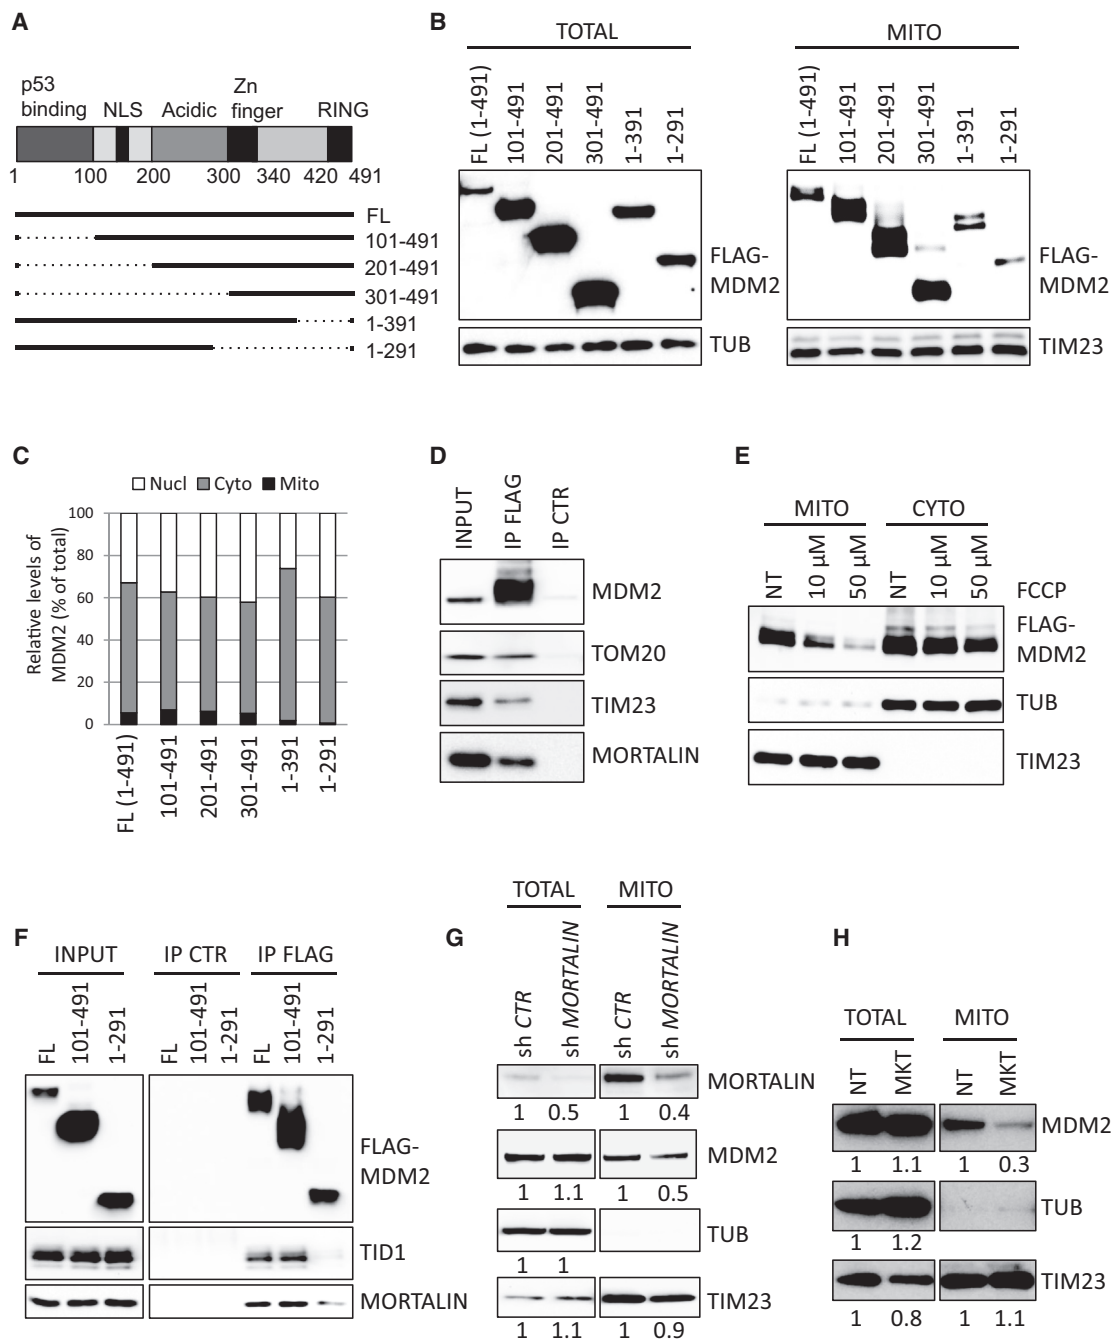 A
p53
binding
NLS
Acidic
Zn
finger
RING
1 100 200 300 340 420 491
FL
101-491
201-491
301-491
1-391
1-291
B
TOTAL
MITO
FL (1-491)
101-491
201-491
301-491
1-391
1-291
FL (1-491)
101-491
201-491
301-491
1-391
1-291
FLAG-
MDM2
FLAG-
MDM2
TUB
TIM23
C
Nucl Cyto Mito
Relative levels of
MDM2 (% of total)
100
80
60
40
20
0
FL (1-491)
101-491
201-491
301-491
1-391
1-291
D
INPUT
IP FLAG
IP CTR
MDM2
TOM20
TIM23
MORTALIN
E
MITO CYTO
NT
10 µM
50 µM
NT
10 µM
50 µM
FCCP
FLAG-
MDM2
TUB
TIM23
F
INPUT IP CTR IP FLAG
FL
101-491
1-291
FL
101-491
1-291
FL
101-491
1-291
FLAG-
MDM2
TID1
MORTALIN
G
TOTAL MITO
sh CTR
sh MORTALIN
sh CTR
sh MORTALIN
MORTALIN
1 0.5 1 0.4
MDM2
1 1.1 1 0.5
TUB
1 1
TIM23
1 1.1 1 0.9
H
TOTAL MITO
NT
MKT
NT
MKT
MDM2
1 1.1 1 0.3
TUB
1 1.2
TIM23
1 0.8 1 1.1